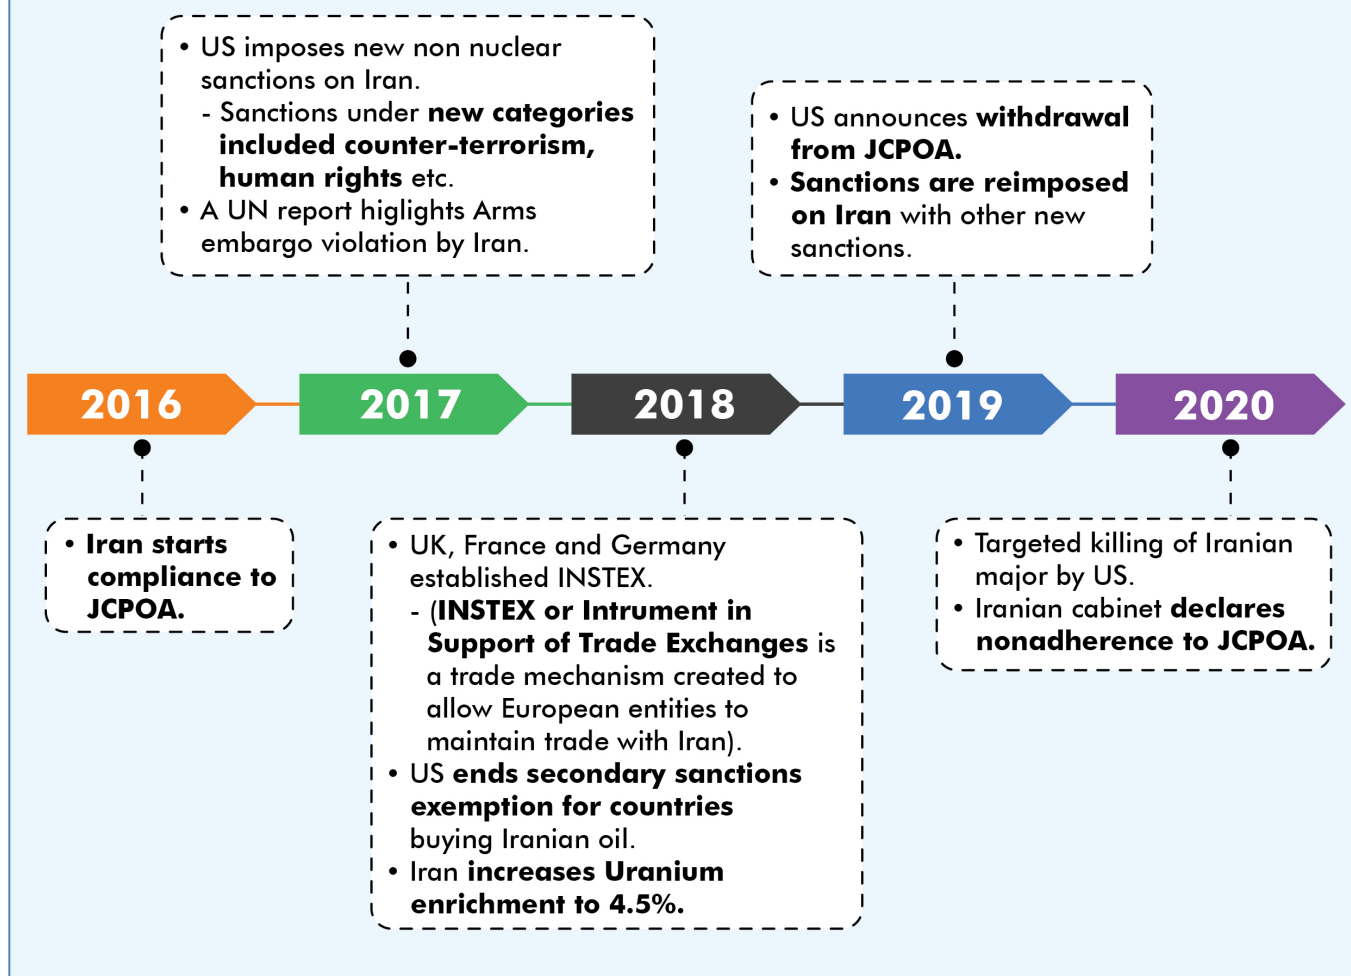 • US imposes new non nuclear
sanctions on Iran.
- Sanctions under new categories
included counter-terrorism,
human rights etc.
• A UN report higlights Arms
embargo violation by Iran.
• US announces withdrawal
from JCPOA.
• Sanctions are reimposed
on Iran with other new
sanctions.
2016
2017
2018
2019
2020
• Iran starts
compliance to
JCPOA.
• UK, France and Germany
established INSTEX.
- (INSTEX or Intrument in
Support of Trade Exchanges is
a trade mechanism created to
allow European entities to
maintain trade with Iran).
• US ends secondary sanctions
exemption for countries
buying Iranian oil.
• Iran increases Uranium
enrichment to 4.5%.
• Targeted killing of Iranian
major by US.
• Iranian cabinet declares
nonadherence to JCPOA.